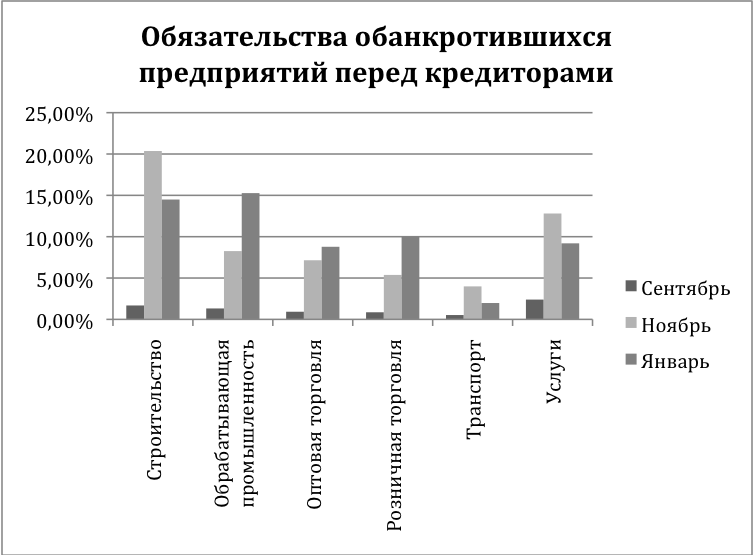 Обязательства обанкротившихся
предприятий перед кредиторами
25,00%
20,00%
15,00%
10,00%
5,00%
0,00%
Строительство
Обрабатывающая
промышленность
Оптовая торговля
Розничная торговля
Транспорт
Услуги
Сентябрь
Ноябрь
Январь